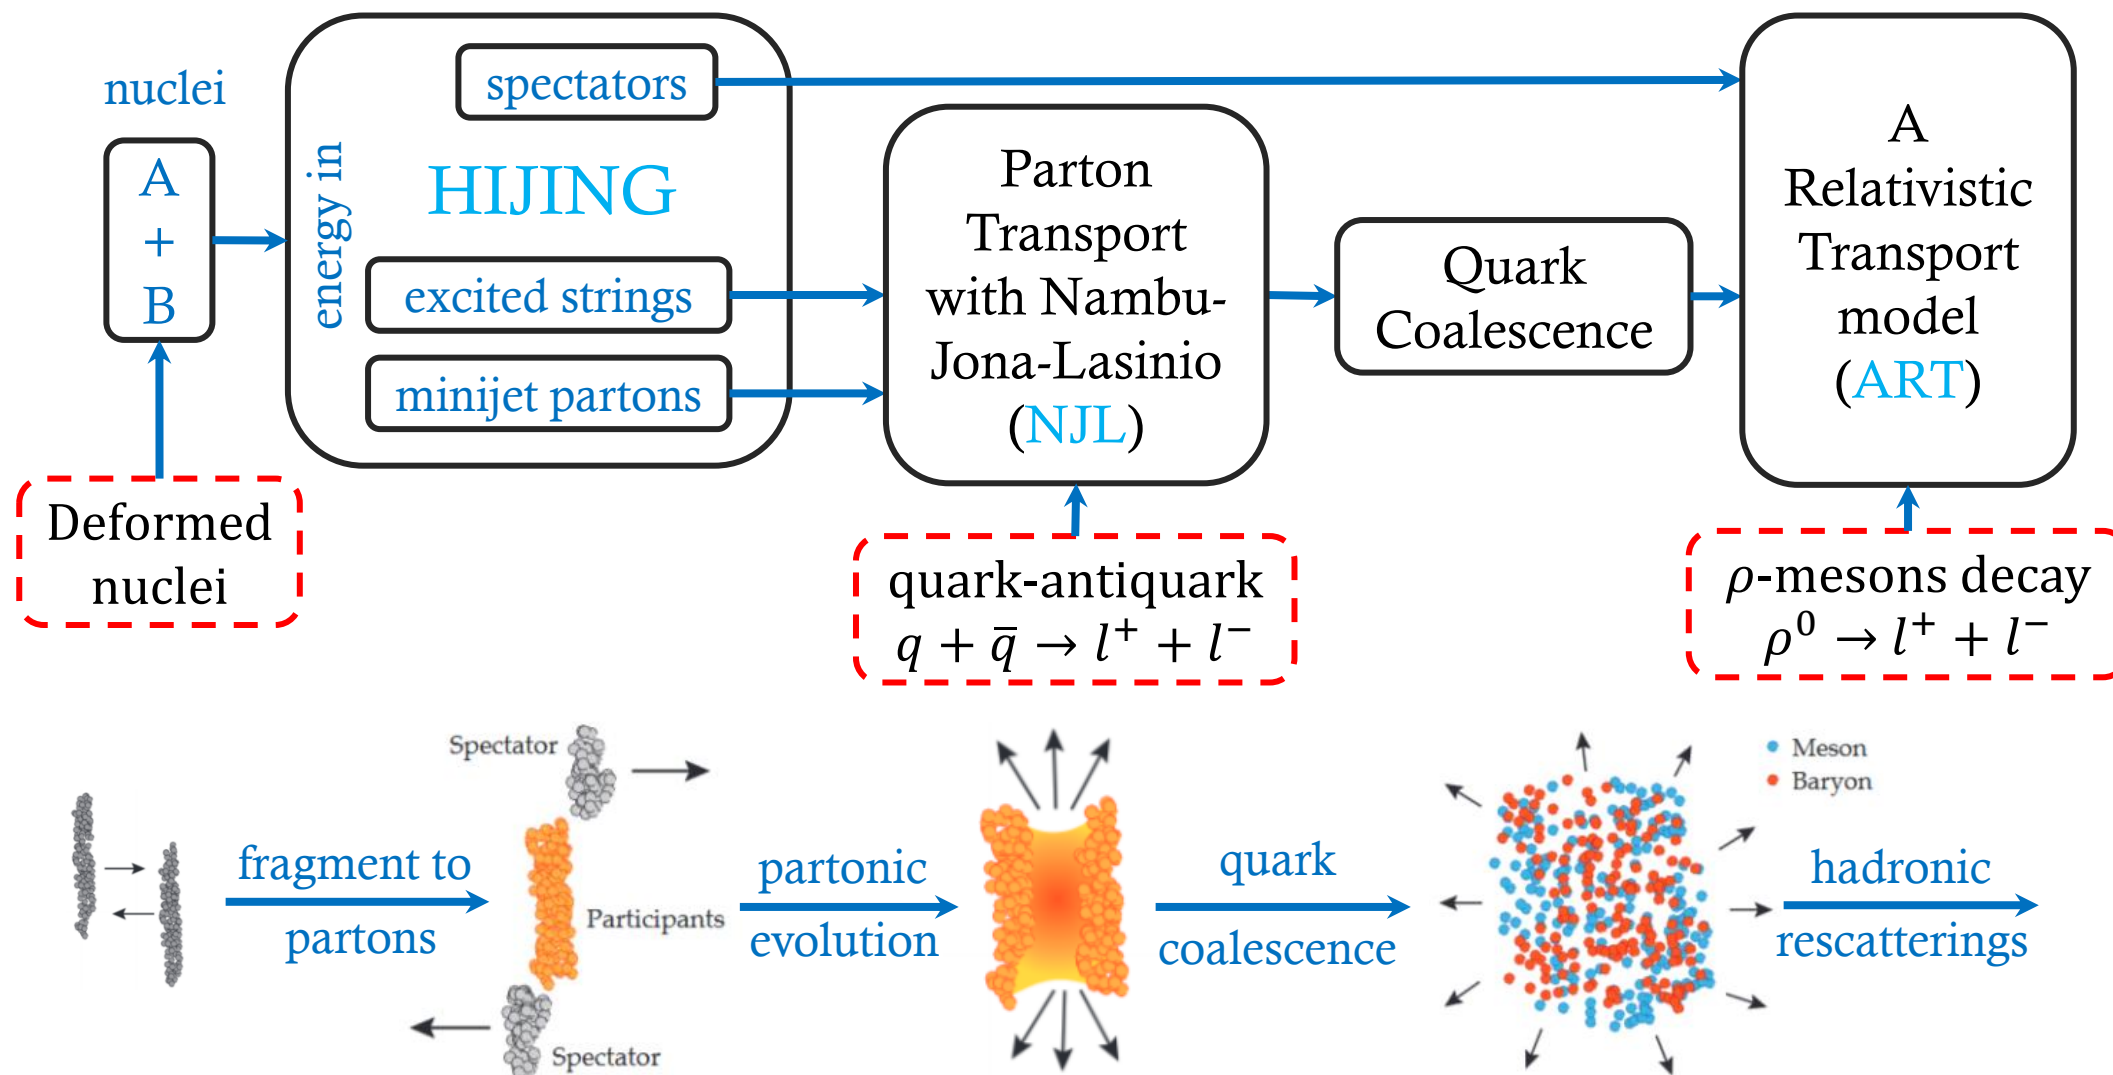 nuclei
A
+
B
energy in
spectators
HIJING
excited strings
minijet partons
Parton
Transport
with Nambu-
Jona-Lasinio
(NJL)
Quark
Coalescence
A
Relativistic
Transport
model
(ART)
Deformed
nuclei
quark-antiquark
q + q̄ → l⁺ + l⁻
ρ-mesons decay
ρ⁰ → l⁺ + l⁻
fragment to
partons
Spectator
Participants
Spectator
partonic
evolution
quark
coalescence
Meson
Baryon
hadronic
rescatterings